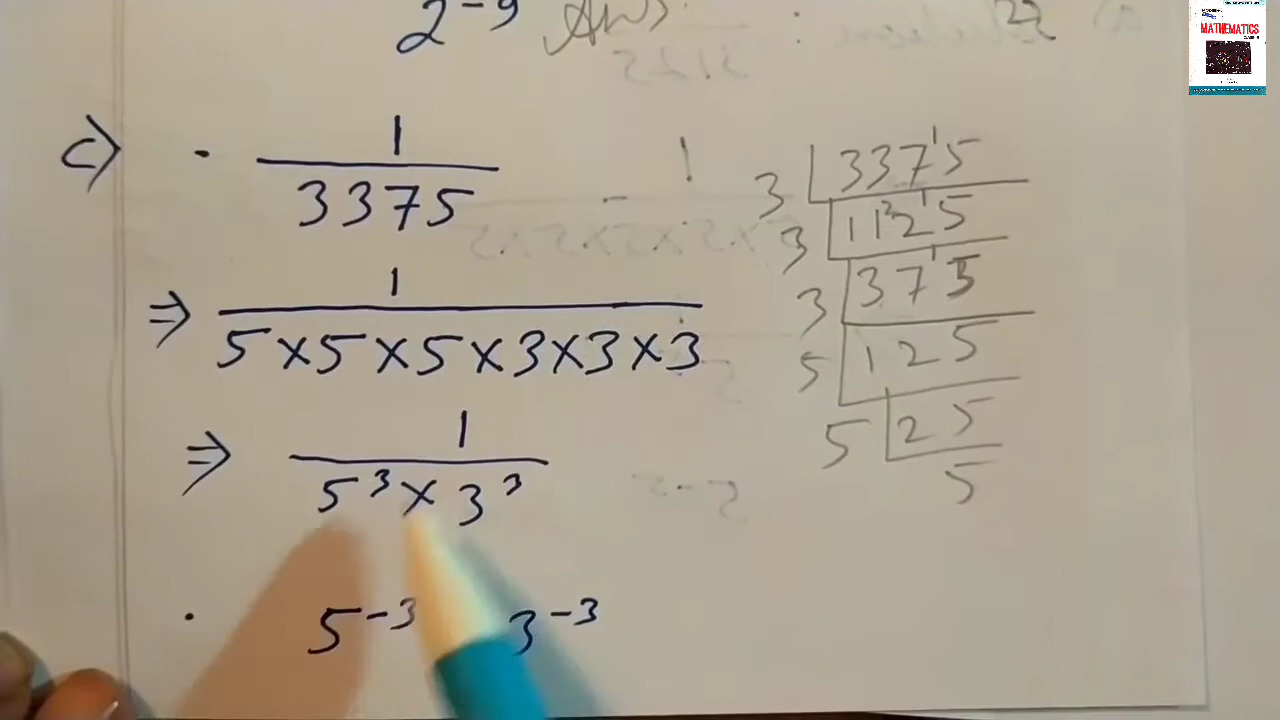 2⁻⁹ Ans
c) 1
3375
⇒ 1
5×5×5×3×3×3
⇒ 1
5³×3³
5⁻³ 3⁻³
3 | 3375
3 | 1125
3 | 375
5 | 125
5 | 25
5
MATHEMATICS